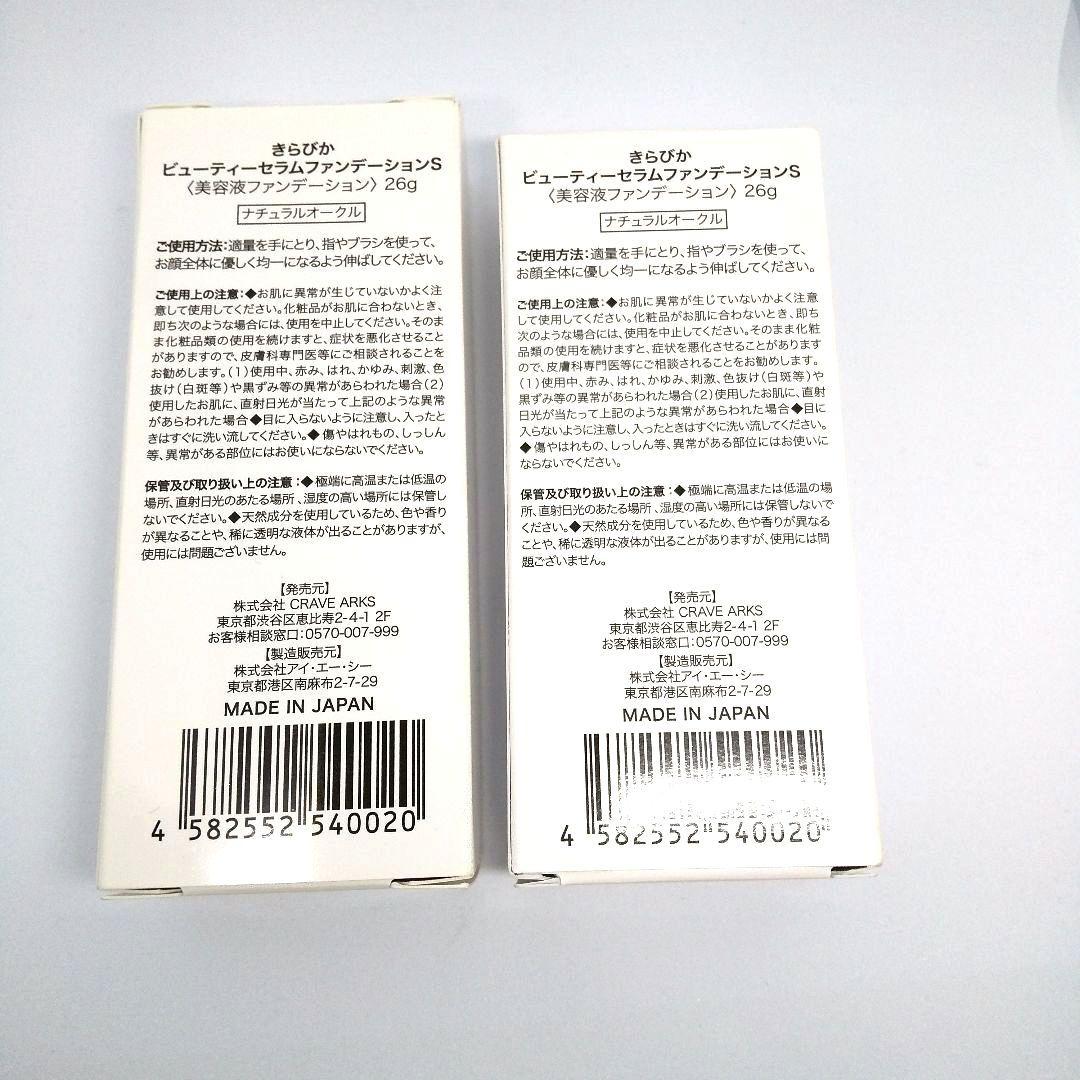 きらびか
ビューティーセラムファンデーションS
〈美容液ファンデーション〉 26g
ナチュラルオークル
ご使用方法：適量を手にとり、指やブラシを使って、
お顔全体に優しく均一になるよう伸ばしてください。
ご使用上の注意：◆お肌に異常が生じていないかよく注
意して使用してください。化粧品がお肌に合わないとき、
即ち次のような場合には、使用を中止してください。そのま
ま化粧品類の使用を続けますと、症状を悪化させること
がありますので、皮膚科専門医等にご相談されることを
お勧めします。（1）使用中、赤み、はれ、かゆみ、刺激、色
抜け（白斑等）や黒ずみ等の異常があらわれた場合（2）
使用したお肌に、直射日光が当たって上記のような異常
があらわれた場合◆目に入らないように注意し、入ったと
きはすぐに洗い流してください。◆傷やはれもの、しっしん
等、異常がある部位にはお使いにならないでください。
保管及び取り扱い上の注意：◆極端に高温または低温の
場所、直射日光のあたる場所、湿度の高い場所には保管し
ないでください。◆天然成分を使用しているため、色や香り
が異なることや、稀に透明な液体が出ることがありますが、
使用には問題ございません。
【発売元】
株式会社 CRAVE ARKS
東京都渋谷区恵比寿2-4-1 2F
お客様相談窓口：0570-007-999
【製造販売元】
株式会社アイ・エー・シー
東京都港区南麻布2-7-29
MADE IN JAPAN
4 582552 540020
きらびか
ビューティーセラムファンデーションS
〈美容液ファンデーション〉 26g
ナチュラルオークル
ご使用方法：適量を手にとり、指やブラシを使って、
お顔全体に優しく均一になるよう伸ばしてください。
ご使用上の注意：◆お肌に異常が生じていないかよく注意
して使用してください。化粧品がお肌に合わないとき、即ち
次のような場合には、使用を中止してください。そのまま化粧
品類の使用を続けますと、症状を悪化させることがあります
ので、皮膚科専門医等にご相談されることをお勧めします。
（1）使用中、赤み、はれ、かゆみ、刺激、色抜け（白斑等）や
黒ずみ等の異常があらわれた場合（2）使用したお肌に、直射
日光が当たって上記のような異常があらわれた場合◆目に
入らないように注意し、入ったときはすぐに洗い流してください。
◆傷やはれもの、しっしん等、異常がある部位にはお使いに
ならないでください。
保管及び取り扱い上の注意：◆極端に高温または低温の場
所、直射日光のあたる場所、湿度の高い場所には保管しないで
ください。◆天然成分を使用しているため、色や香りが異なる
ことや、稀に透明な液体が出ることがありますが、使用には問
題ございません。
【発売元】
株式会社 CRAVE ARKS
東京都渋谷区恵比寿2-4-1 2F
お客様相談窓口：0570-007-999
【製造販売元】
株式会社アイ・エー・シー
東京都港区南麻布2-7-29
MADE IN JAPAN
4 582552 540020